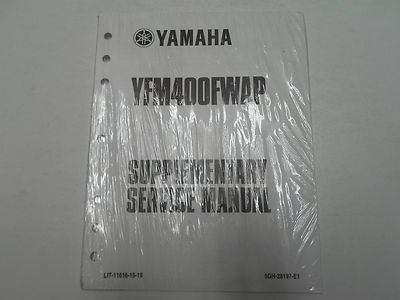 YAMAHA
YFM400FWAP
SUPPLEMENTARY
SERVICE MANUAL
LIT-11616-15-19
5GH-28197-E1